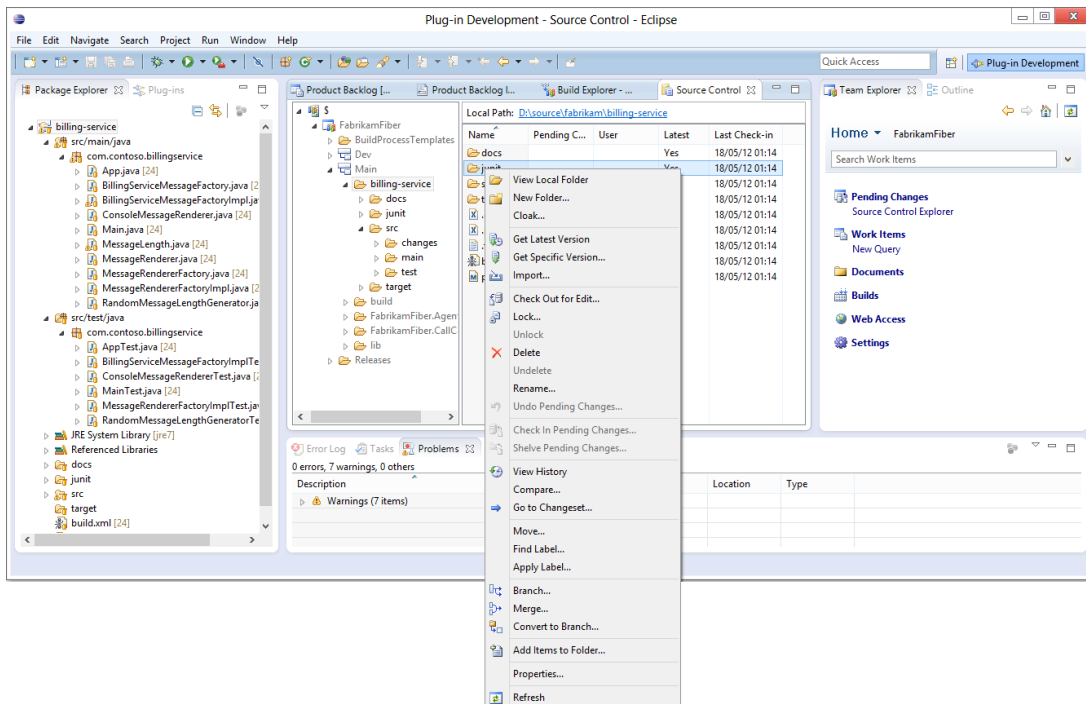 Plug-in Development - Source Control - Eclipse
File Edit Navigate Search Project Run Window Help
Quick Access
Plug-in Development
Package Explorer
Plug-ins
billing-service
src/main/java
com.contoso.billingservice
App.java [24]
BillingServiceMessageFactory.java [2
BillingServiceMessageFactoryImpl.ja
ConsoleMessageRenderer.java [24]
Main.java [24]
MessageLength.java [24]
MessageRenderer.java [24]
MessageRendererFactory.java [24]
MessageRendererFactoryImpl.java [2
RandomMessageLengthGenerator.ja
src/test/java
com.contoso.billingservice
AppTest.java [24]
BillingServiceMessageFactoryImplTe
ConsoleMessageRendererTest.java [2
MainTest.java [24]
MessageRendererFactoryImplTest.jav
RandomMessageLengthGeneratorTe
JRE System Library [jre7]
Referenced Libraries
docs
junit
src
target
build.xml [24]
Product Backlog [...
Product Backlog I...
Build Explorer - ...
Source Control
$
FabrikamFiber
BuildProcessTemplates
Dev
Main
billing-service
docs
junit
src
changes
main
test
target
build
FabrikamFiber.Agen
FabrikamFiber.CallC
lib
Releases
Local Path: D:\source\fabrikam\billing-service
Name Pending C... User Latest Last Check-in
docs Yes 18/05/12 01:14
junit Yes 18/05/12 01:14
18/05/12 01:14
18/05/12 01:14
18/05/12 01:14
18/05/12 01:14
18/05/12 01:14
18/05/12 01:14
18/05/12 01:14
View Local Folder
New Folder...
Cloak...
Get Latest Version
Get Specific Version...
Import...
Check Out for Edit...
Lock...
Unlock
Delete
Undelete
Rename...
Undo Pending Changes...
Check In Pending Changes...
Shelve Pending Changes...
View History
Compare...
Go to Changeset...
Move...
Find Label...
Apply Label...
Branch...
Merge...
Convert to Branch...
Add Items to Folder...
Properties...
Refresh
Error Log
Tasks
Problems
0 errors, 7 warnings, 0 others
Description Location Type
Warnings (7 items)
Team Explorer
Outline
Home FabrikamFiber
Search Work Items
Pending Changes
Source Control Explorer
Work Items
New Query
Documents
Builds
Web Access
Settings